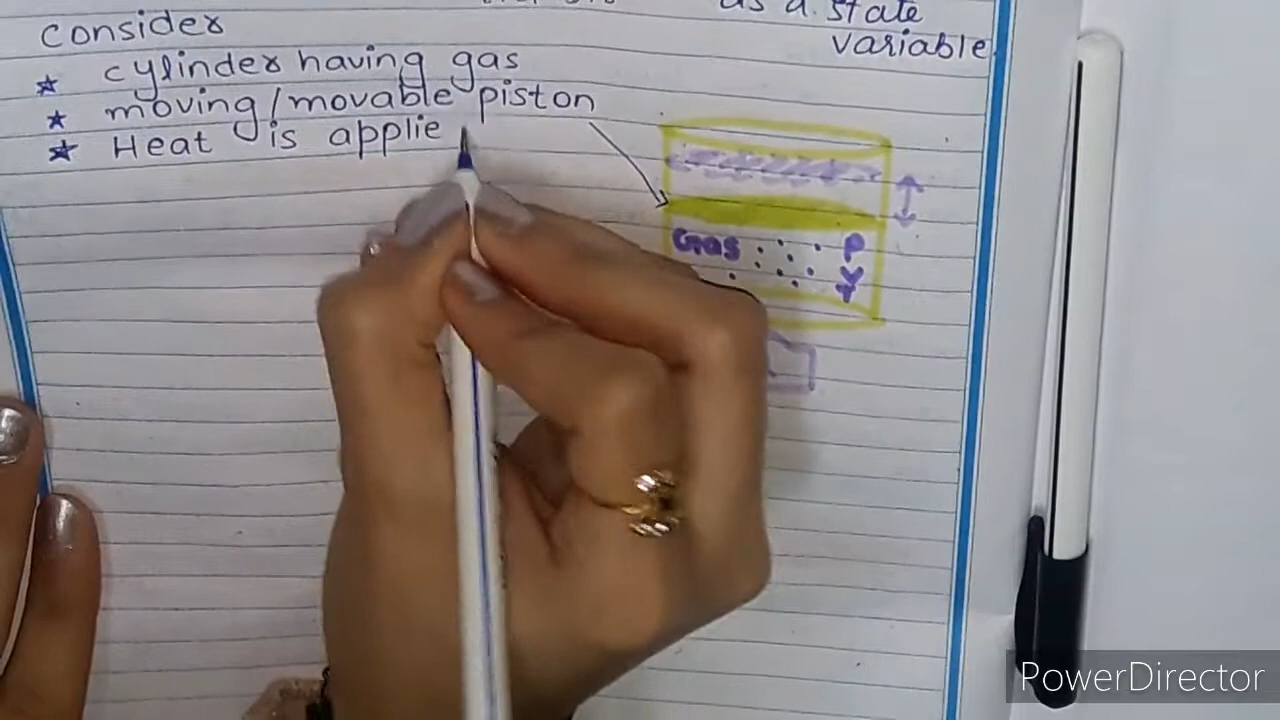 as a state
variable
consider
★ cylinder having gas
★ moving/movable piston
★ Heat is applie
Gas P
V
T
PowerDirector